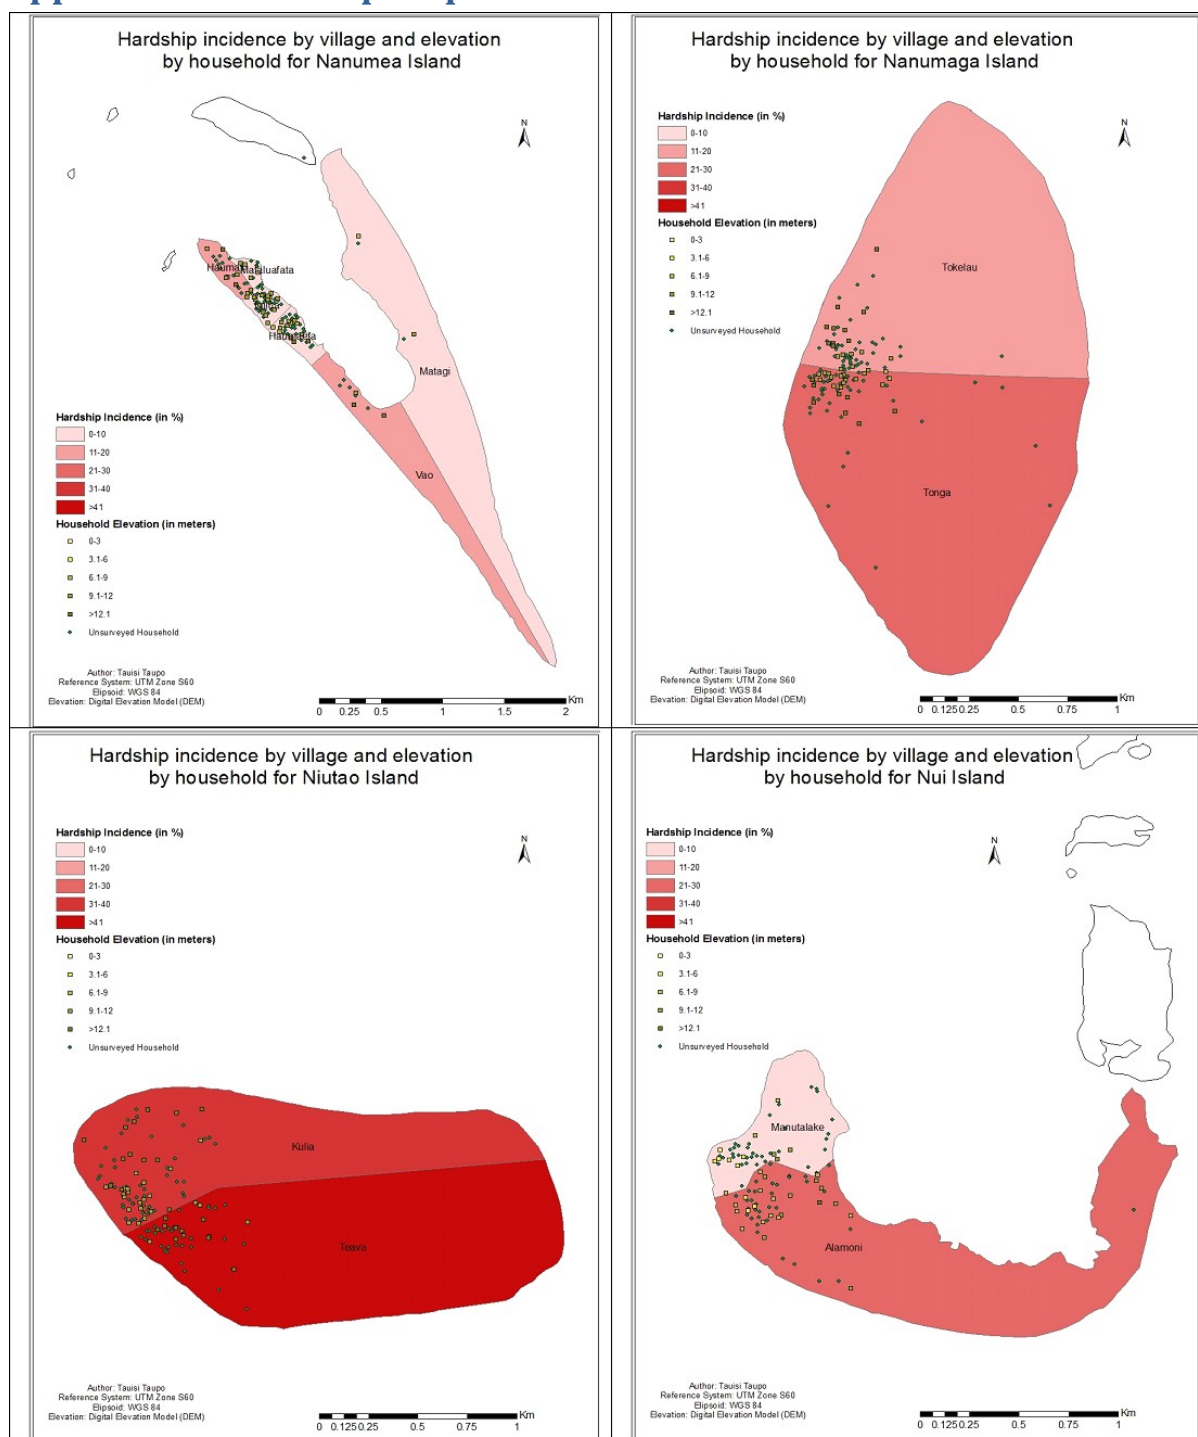 Hardship incidence by village and elevation
by household for Nanumea Island
N
Matagi
Vao
Hardship Incidence (in %)
0-10
11-20
21-30
31-40
>41
Household Elevation (in meters)
0-3
3.1-6
6.1-9
9.1-12
>12.1
Unsurveyed Household
Author: Tauisi Taupo
Reference System: UTM Zone S60
Elipsoid: WGS 84
Elevation: Digital Elevation Model (DEM)
0 0.25 0.5 1 1.5 2 Km
Hardship incidence by village and elevation
by household for Nanumaga Island
N
Hardship Incidence (in %)
0-10
11-20
21-30
31-40
>41
Household Elevation (in meters)
0-3
3.1-6
6.1-9
9.1-12
>12.1
Unsurveyed Household
Tokelau
Tonga
Author: Tauisi Taupo
Reference System: UTM Zone S60
Elipsoid: WGS 84
Elevation: Digital Elevation Model (DEM)
0 0.125 0.25 0.5 0.75 1 Km
Hardship incidence by village and elevation
by household for Niutao Island
N
Hardship Incidence (in %)
0-10
11-20
21-30
31-40
>41
Household Elevation (in meters)
0-3
3.1-6
6.1-9
9.1-12
>12.1
Unsurveyed Household
Kulia
Teava
Author: Tauisi Taupo
Reference System: UTM Zone S60
Elipsoid: WGS 84
Elevation: Digital Elevation Model (DEM)
0 0.125 0.25 0.5 0.75 1 Km
Hardship incidence by village and elevation
by household for Nui Island
N
Hardship Incidence (in %)
0-10
11-20
21-30
31-40
>41
Household Elevation (in meters)
0-3
3.1-6
6.1-9
9.1-12
>12.1
Unsurveyed Household
Manutalake
Alamoni
Author: Tauisi Taupo
Reference System: UTM Zone S60
Elipsoid: WGS 84
Elevation: Digital Elevation Model (DEM)
0 0.125 0.25 0.5 0.75 1 Km